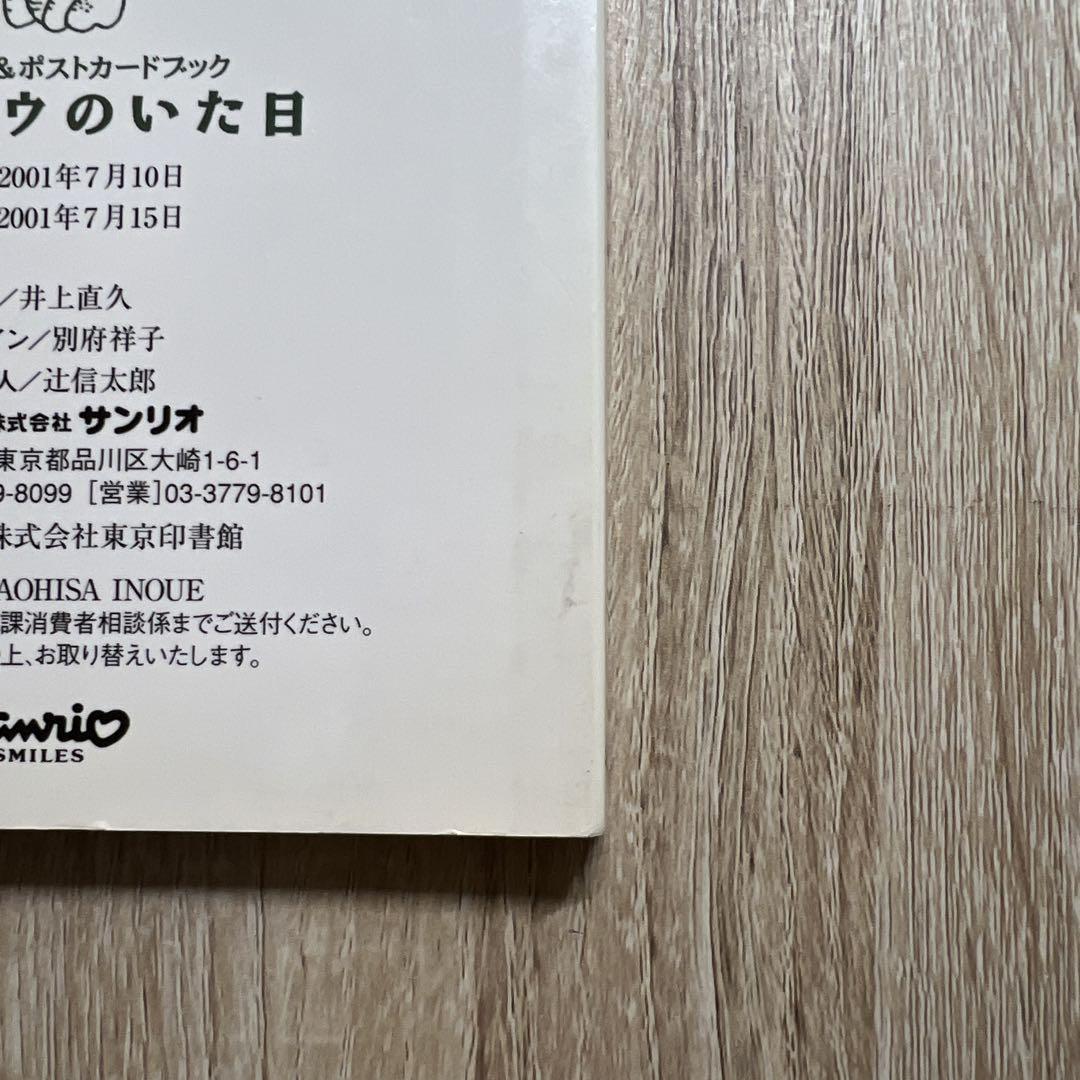 &ポストカードブック
ウのいた日
2001年7月10日
2001年7月15日
／井上直久
イン／別府祥子
人／辻信太郎
株式会社 サンリオ
東京都品川区大崎1-6-1
9-8099 [営業]03-3779-8101
株式会社東京印書館
AOHISA INOUE
課消費者相談係までご送付ください。
上、お取り替えいたします。
anrio
SMILES